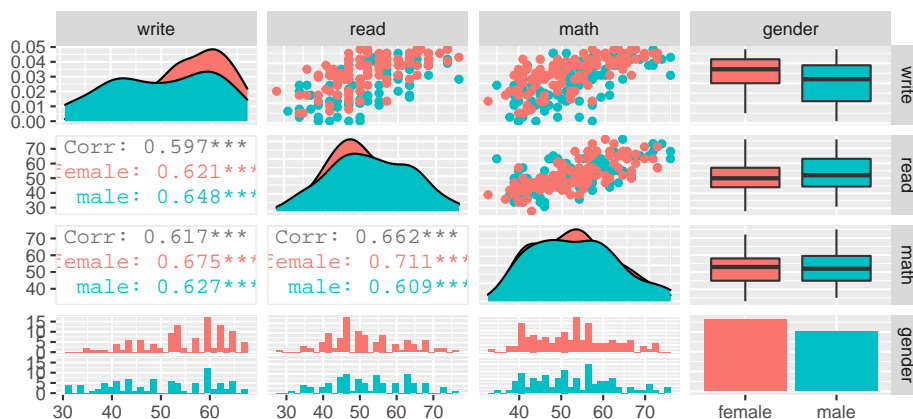 write read math gender
0.05
0.04
0.03
0.02
0.01
0.00
write
Corr: 0.597***
female: 0.621***
male: 0.648***
70
60
50
40
30
read
Corr: 0.617***
female: 0.675***
male: 0.627***
Corr: 0.662***
female: 0.711***
male: 0.609***
70
60
50
40
math
15
10
5
0
15
10
5
0
gender
30 40 50 60
30 40 50 60 70
40 50 60 70
female male